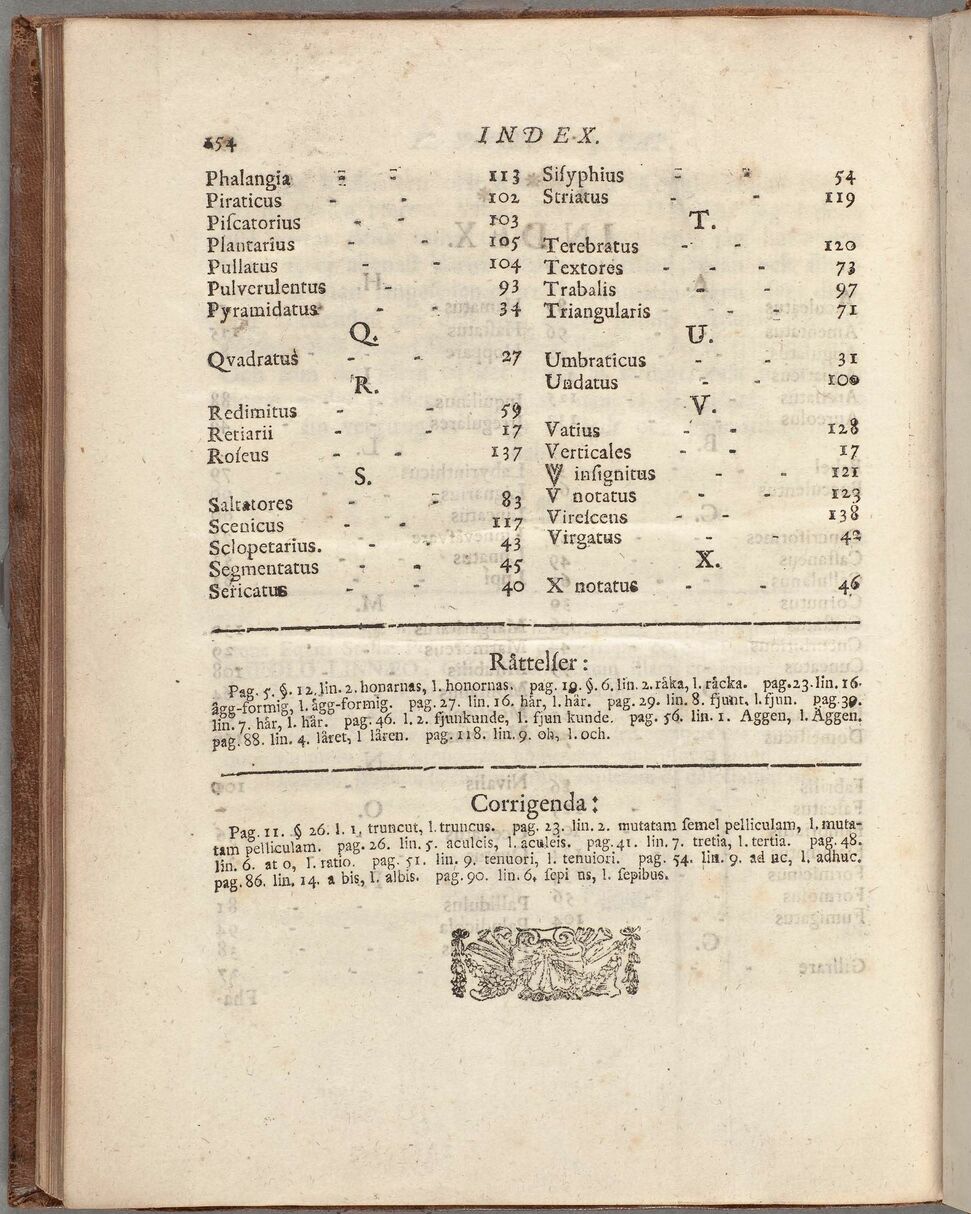 154
INDEX.
Phalangia - - 113
Piraticus - - 102
Piſcatorius - - 103
Plantarius - - 105
Pullatus - - 104
Pulverulentus - 93
Pyramidatus - - 34
Q.
Qvadratus - - 27
R.
Redimitus - - 59
Retiarii - - 17
Roſeus - - 137
S.
Saltatores - 83
Scenicus - - 117
Sclopetarius. - - 43
Segmentatus - - 45
Sericatus - - 40
Siſyphius - - 54
Striatus - - 119
T.
Terebratus - - 120
Textores - - - 73
Trabalis - - 97
Triangularis - - 71
U.
Umbraticus - - 31
Undatus - - 100
V.
Vatius - - 128
Verticales - - 17
W inſignitus - - 121
V notatus - - 123
Vireſcens - - 138
Virgatus - - 42
X.
X notatus - - 46
Råttelſer:
Pag. 5. §. 12. lin. 2. honarnas, l. honornas. pag. 19. §. 6. lin. 2. råka, l. råcka. pag. 23. lin. 16.
ågg-formig, l. ågg-formig. pag. 27. lin. 16. hår, l. hår. pag. 29. lin. 8. fjunt, l. fjun. pag. 39.
lin. 7. hår, l. hår. pag. 46. l. 2. fjunkunde, l. fjun kunde. pag. 56. lin. 1. Aggen, l. Åggen.
pag. 88. lin. 4. låret, l låren. pag. 118. lin. 9. oh, l. och.
Corrigenda:
Pag. 11. § 26. l. 1. truncut, l. truncus. pag. 23. lin. 2. mutatam ſemel pelliculam, l. muta-
tam pelliculam. pag. 26. lin. 5. aculcis, l. aculeis. pag. 41. lin. 7. tretia, l. tertia. pag. 48.
lin. 6. at o, l. ratio. pag. 51. lin. 9. tenuori, l. tenuiori. pag. 54. lin. 9. ad uc, l. adhuc.
pag. 86. lin. 14. a bis, l. albis. pag. 90. lin. 6. ſepi ns, l. ſepibus.